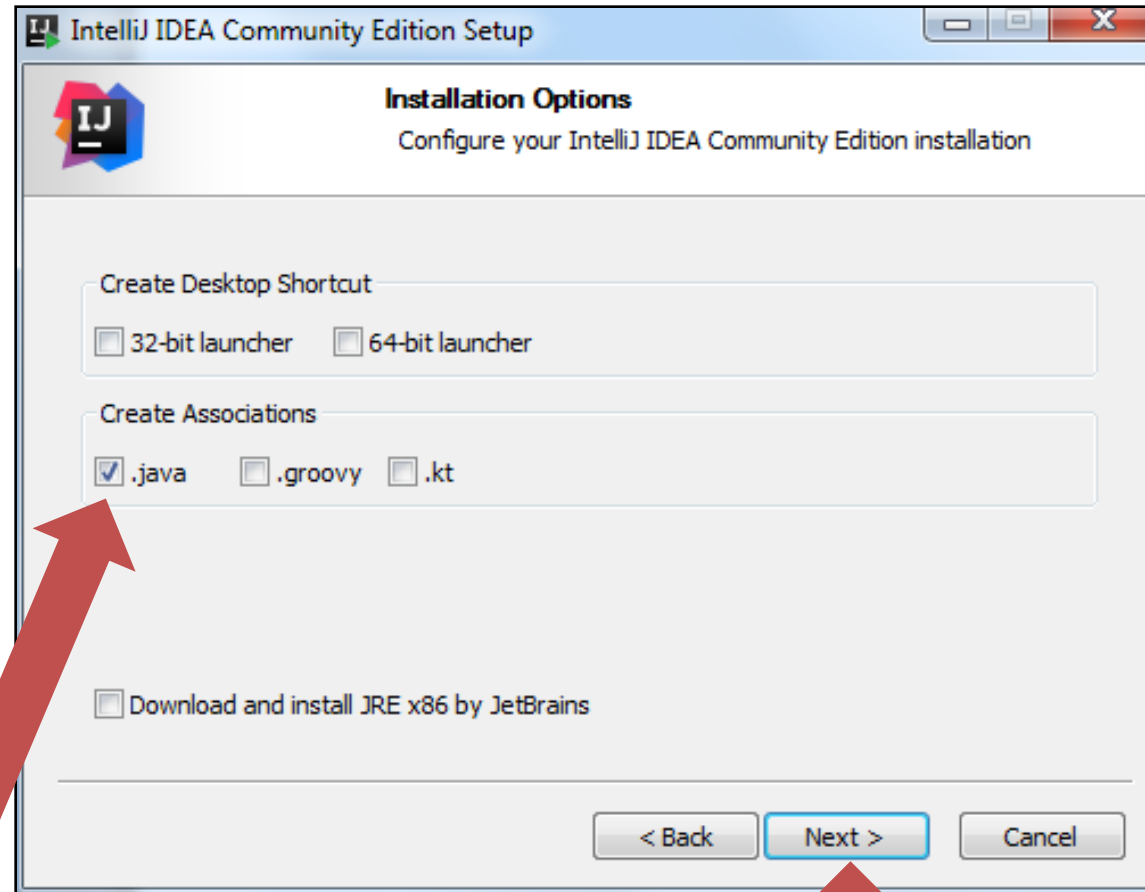 IntelliJ IDEA Community Edition Setup
IJ
Installation Options
Configure your IntelliJ IDEA Community Edition installation
Create Desktop Shortcut
32-bit launcher 64-bit launcher
Create Associations
.java .groovy .kt
Download and install JRE x86 by JetBrains
< Back Next > Cancel